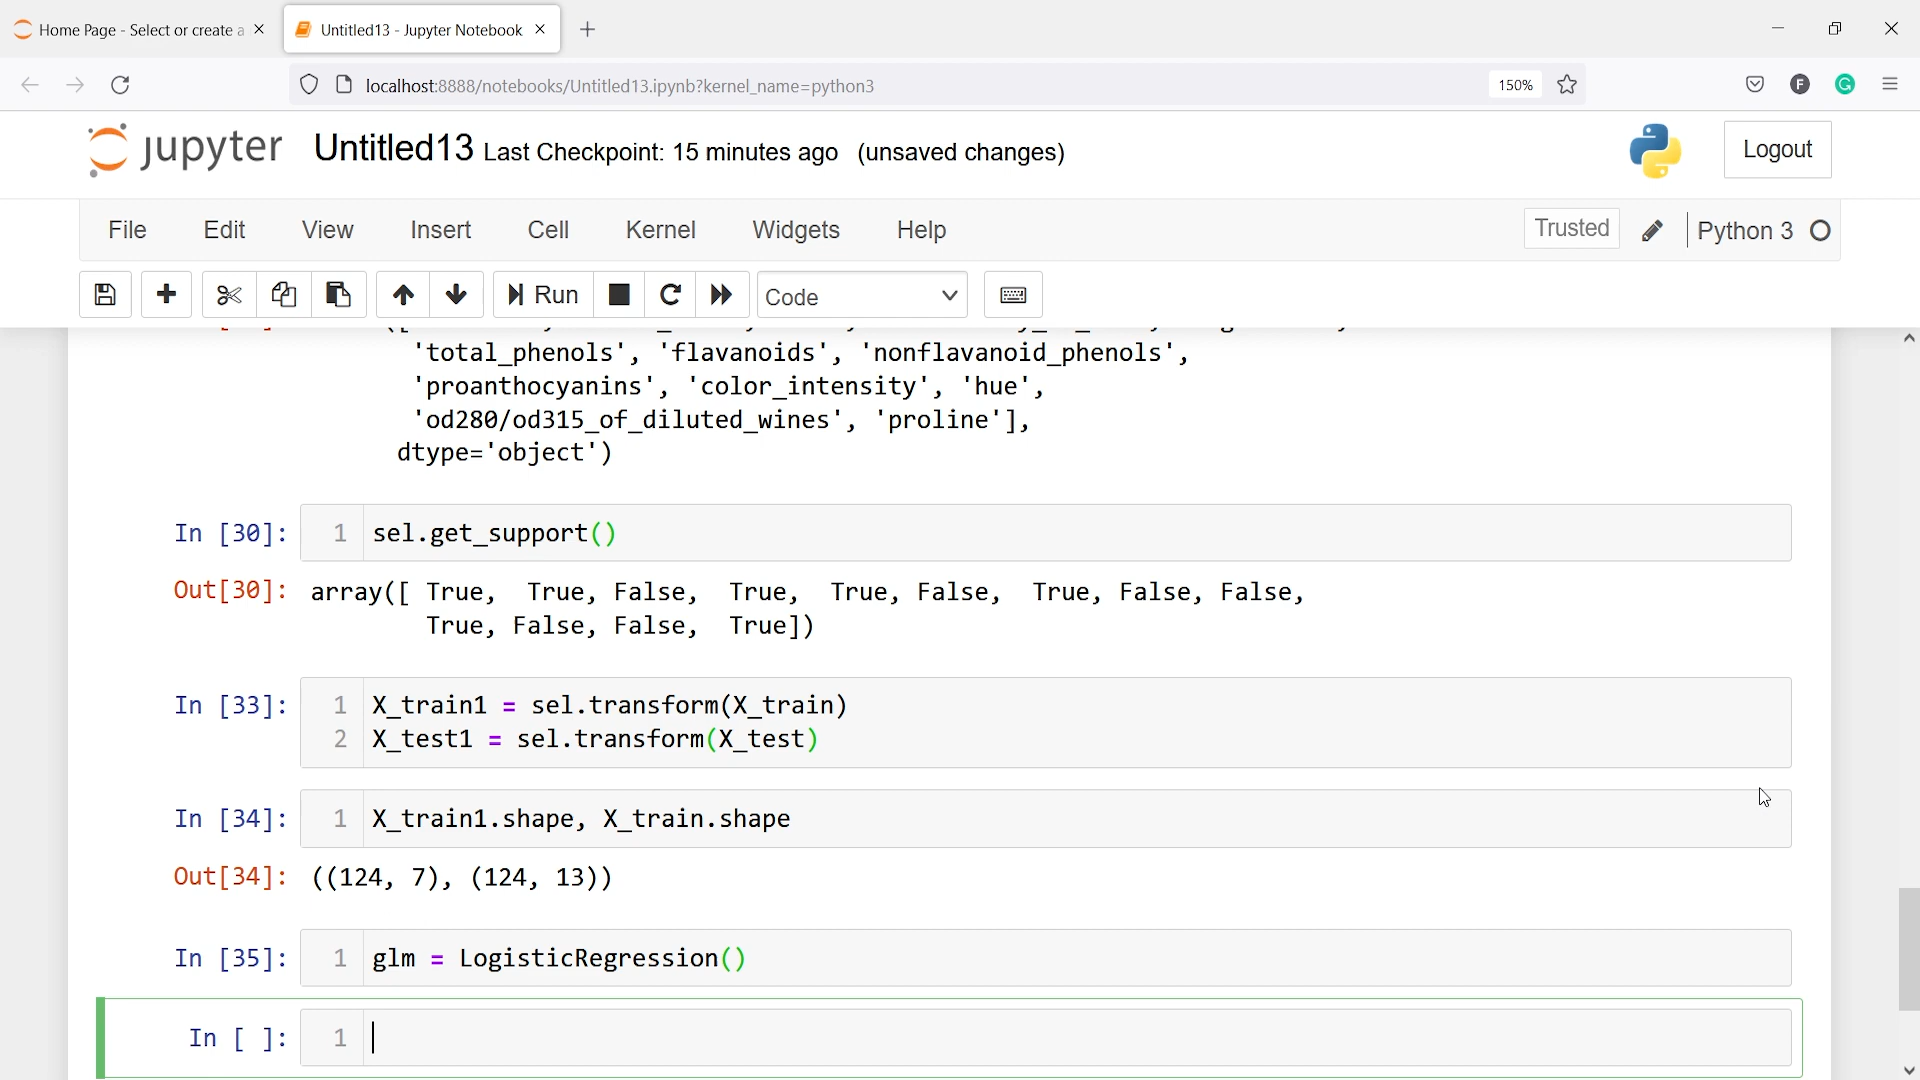 Home Page - Select or create a
Untitled13 - Jupyter Notebook
localhost:8888/notebooks/Untitled13.ipynb?kernel_name=python3
150%
F
G
jupyter Untitled13 Last Checkpoint: 15 minutes ago (unsaved changes)
Logout
File Edit View Insert Cell Kernel Widgets Help
Trusted
Python 3
Run
Code
'total_phenols', 'flavanoids', 'nonflavanoid_phenols',
'proanthocyanins', 'color_intensity', 'hue',
'od280/od315_of_diluted_wines', 'proline'],
dtype='object')
In [30]: 1 sel.get_support()
Out[30]: array([ True, True, False, True, True, False, True, False, False,
True, False, False, True])
In [33]: 1 X_train1 = sel.transform(X_train)
2 X_test1 = sel.transform(X_test)
In [34]: 1 X_train1.shape, X_train.shape
Out[34]: ((124, 7), (124, 13))
In [35]: 1 glm = LogisticRegression()
In [ ]: 1